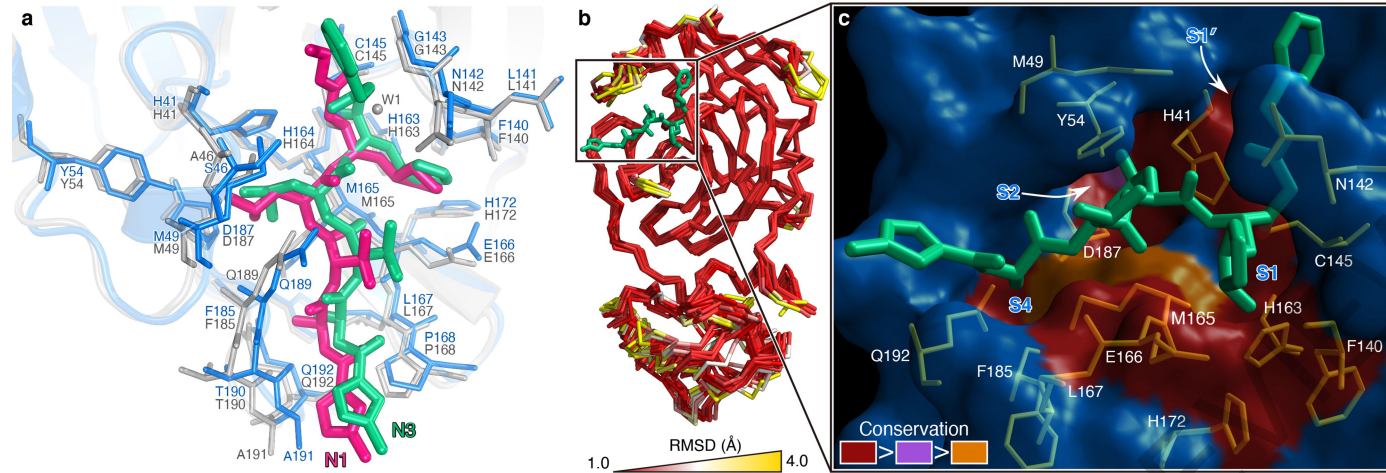 a
C145
C145
G143
G143
N142
N142
L141
L141
W1
H41
H41
H163
H163
F140
F140
H164
H164
A46
S46
Y54
Y54
M165
M165
H172
H172
M49
M49
D187
D187
E166
E166
Q189
Q189
F185
F185
L167
L167
P168
P168
Q192
Q192
T190
T190
A191
A191
N1
N3
b
RMSD (Å)
1.0
4.0
c
S1′
M49
Y54
H41
N142
S2
D187
C145
S4
S1
M165
H163
F140
Q192
F185
L167
E166
H172
Conservation
> >